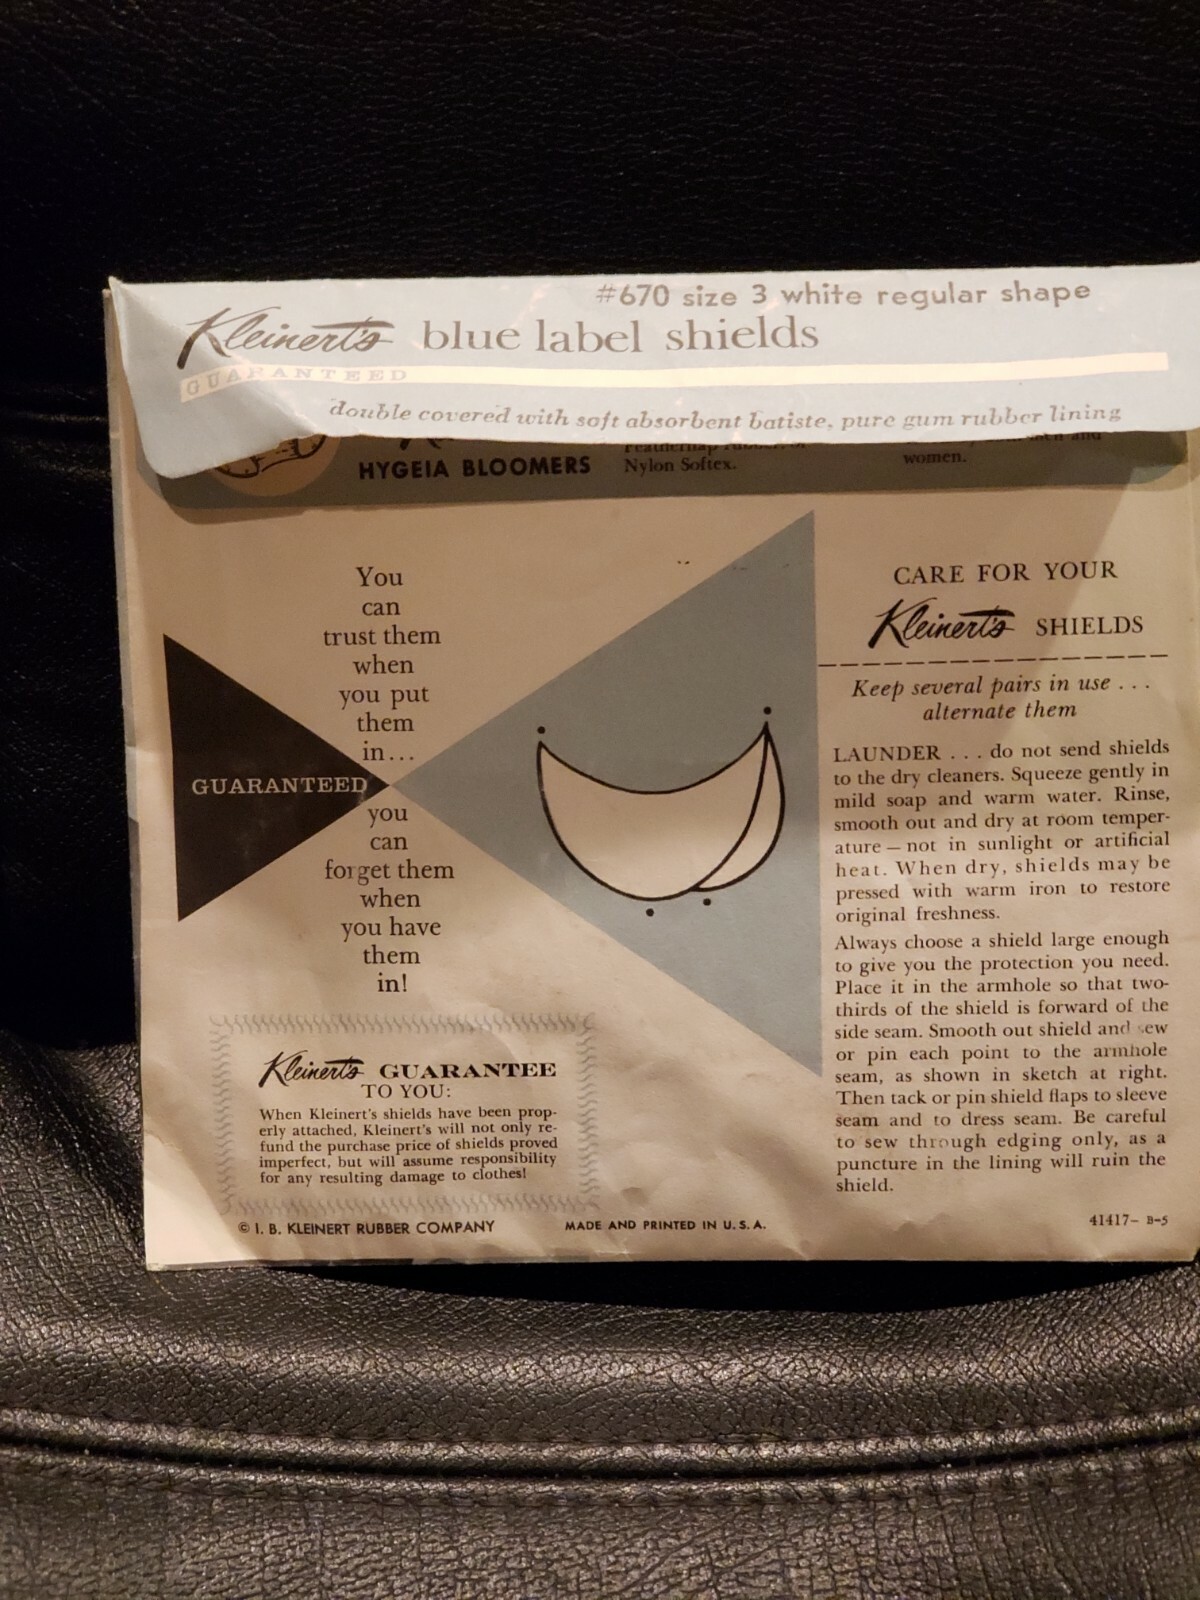 #670 size 3 white regular shape
Kleinert's blue label shields
GUARANTEED
double covered with soft absorbent batiste, pure gum rubber lining
HYGEIA BLOOMERS
Nylon Softex.
women.
You
can
trust them
when
you put
them
in...
GUARANTEED
you
can
forget them
when
you have
them
in!
Kleinert's GUARANTEE
TO YOU:
When Kleinert's shields have been prop-
erly attached, Kleinert's will not only re-
fund the purchase price of shields proved
imperfect, but will assume responsibility
for any resulting damage to clothes!
© I. B. KLEINERT RUBBER COMPANY
MADE AND PRINTED IN U. S. A.
CARE FOR YOUR
Kleinert's SHIELDS
Keep several pairs in use . . .
alternate them
LAUNDER . . . do not send shields
to the dry cleaners. Squeeze gently in
mild soap and warm water. Rinse,
smooth out and dry at room temper-
ature — not in sunlight or artificial
heat. When dry, shields may be
pressed with warm iron to restore
original freshness.
Always choose a shield large enough
to give you the protection you need.
Place it in the armhole so that two-
thirds of the shield is forward of the
side seam. Smooth out shield and sew
or pin each point to the armhole
seam, as shown in sketch at right.
Then tack or pin shield flaps to sleeve
seam and to dress seam. Be careful
to sew through edging only, as a
puncture in the lining will ruin the
shield.
41417- B-5